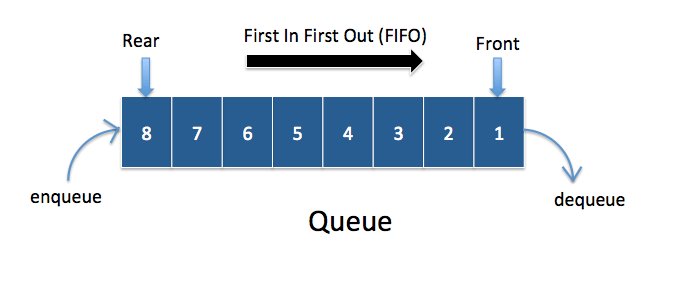 First In First Out (FIFO)
Rear
Front
8 7 6 5 4 3 2 1
enqueue
dequeue
Queue